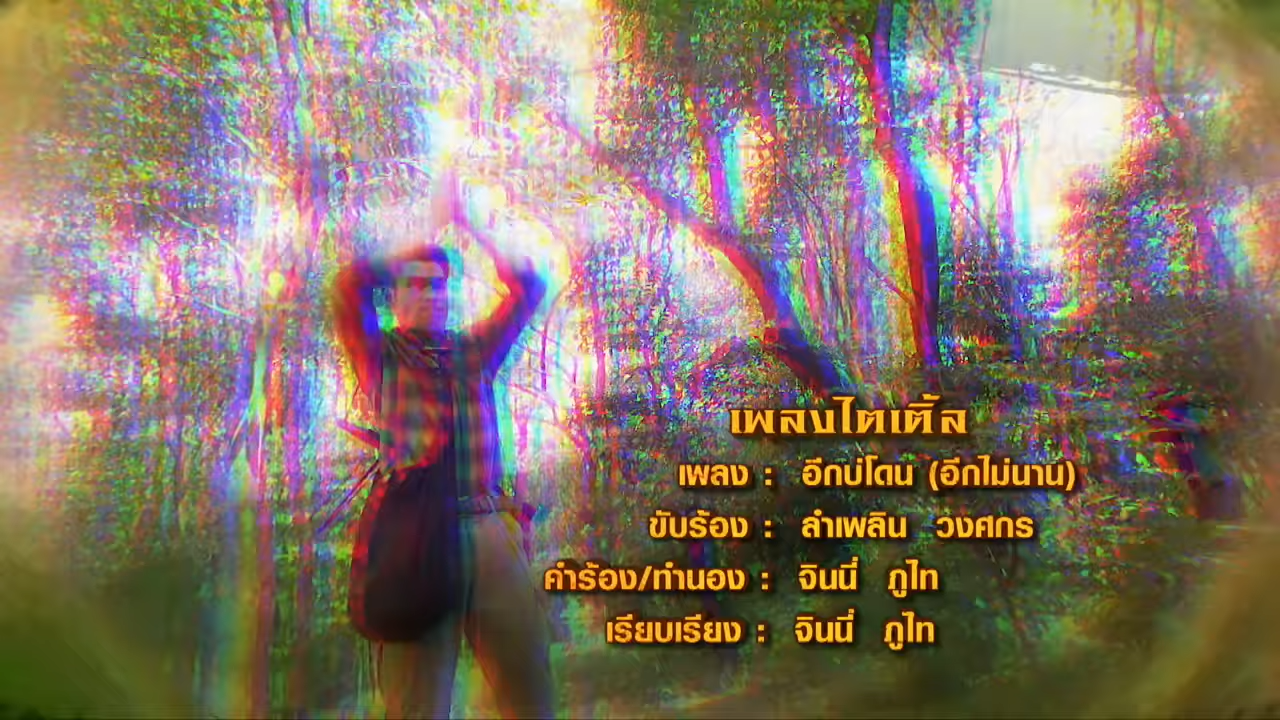 เพลงไตเติ้ล
เพลง : อีกบ่โดน (อีกไม่นาน)
ขับร้อง : ลำเพลิน วงศกร
คำร้อง/ทำนอง : จินนี่ ภูไท
เรียบเรียง : จินนี่ ภูไท